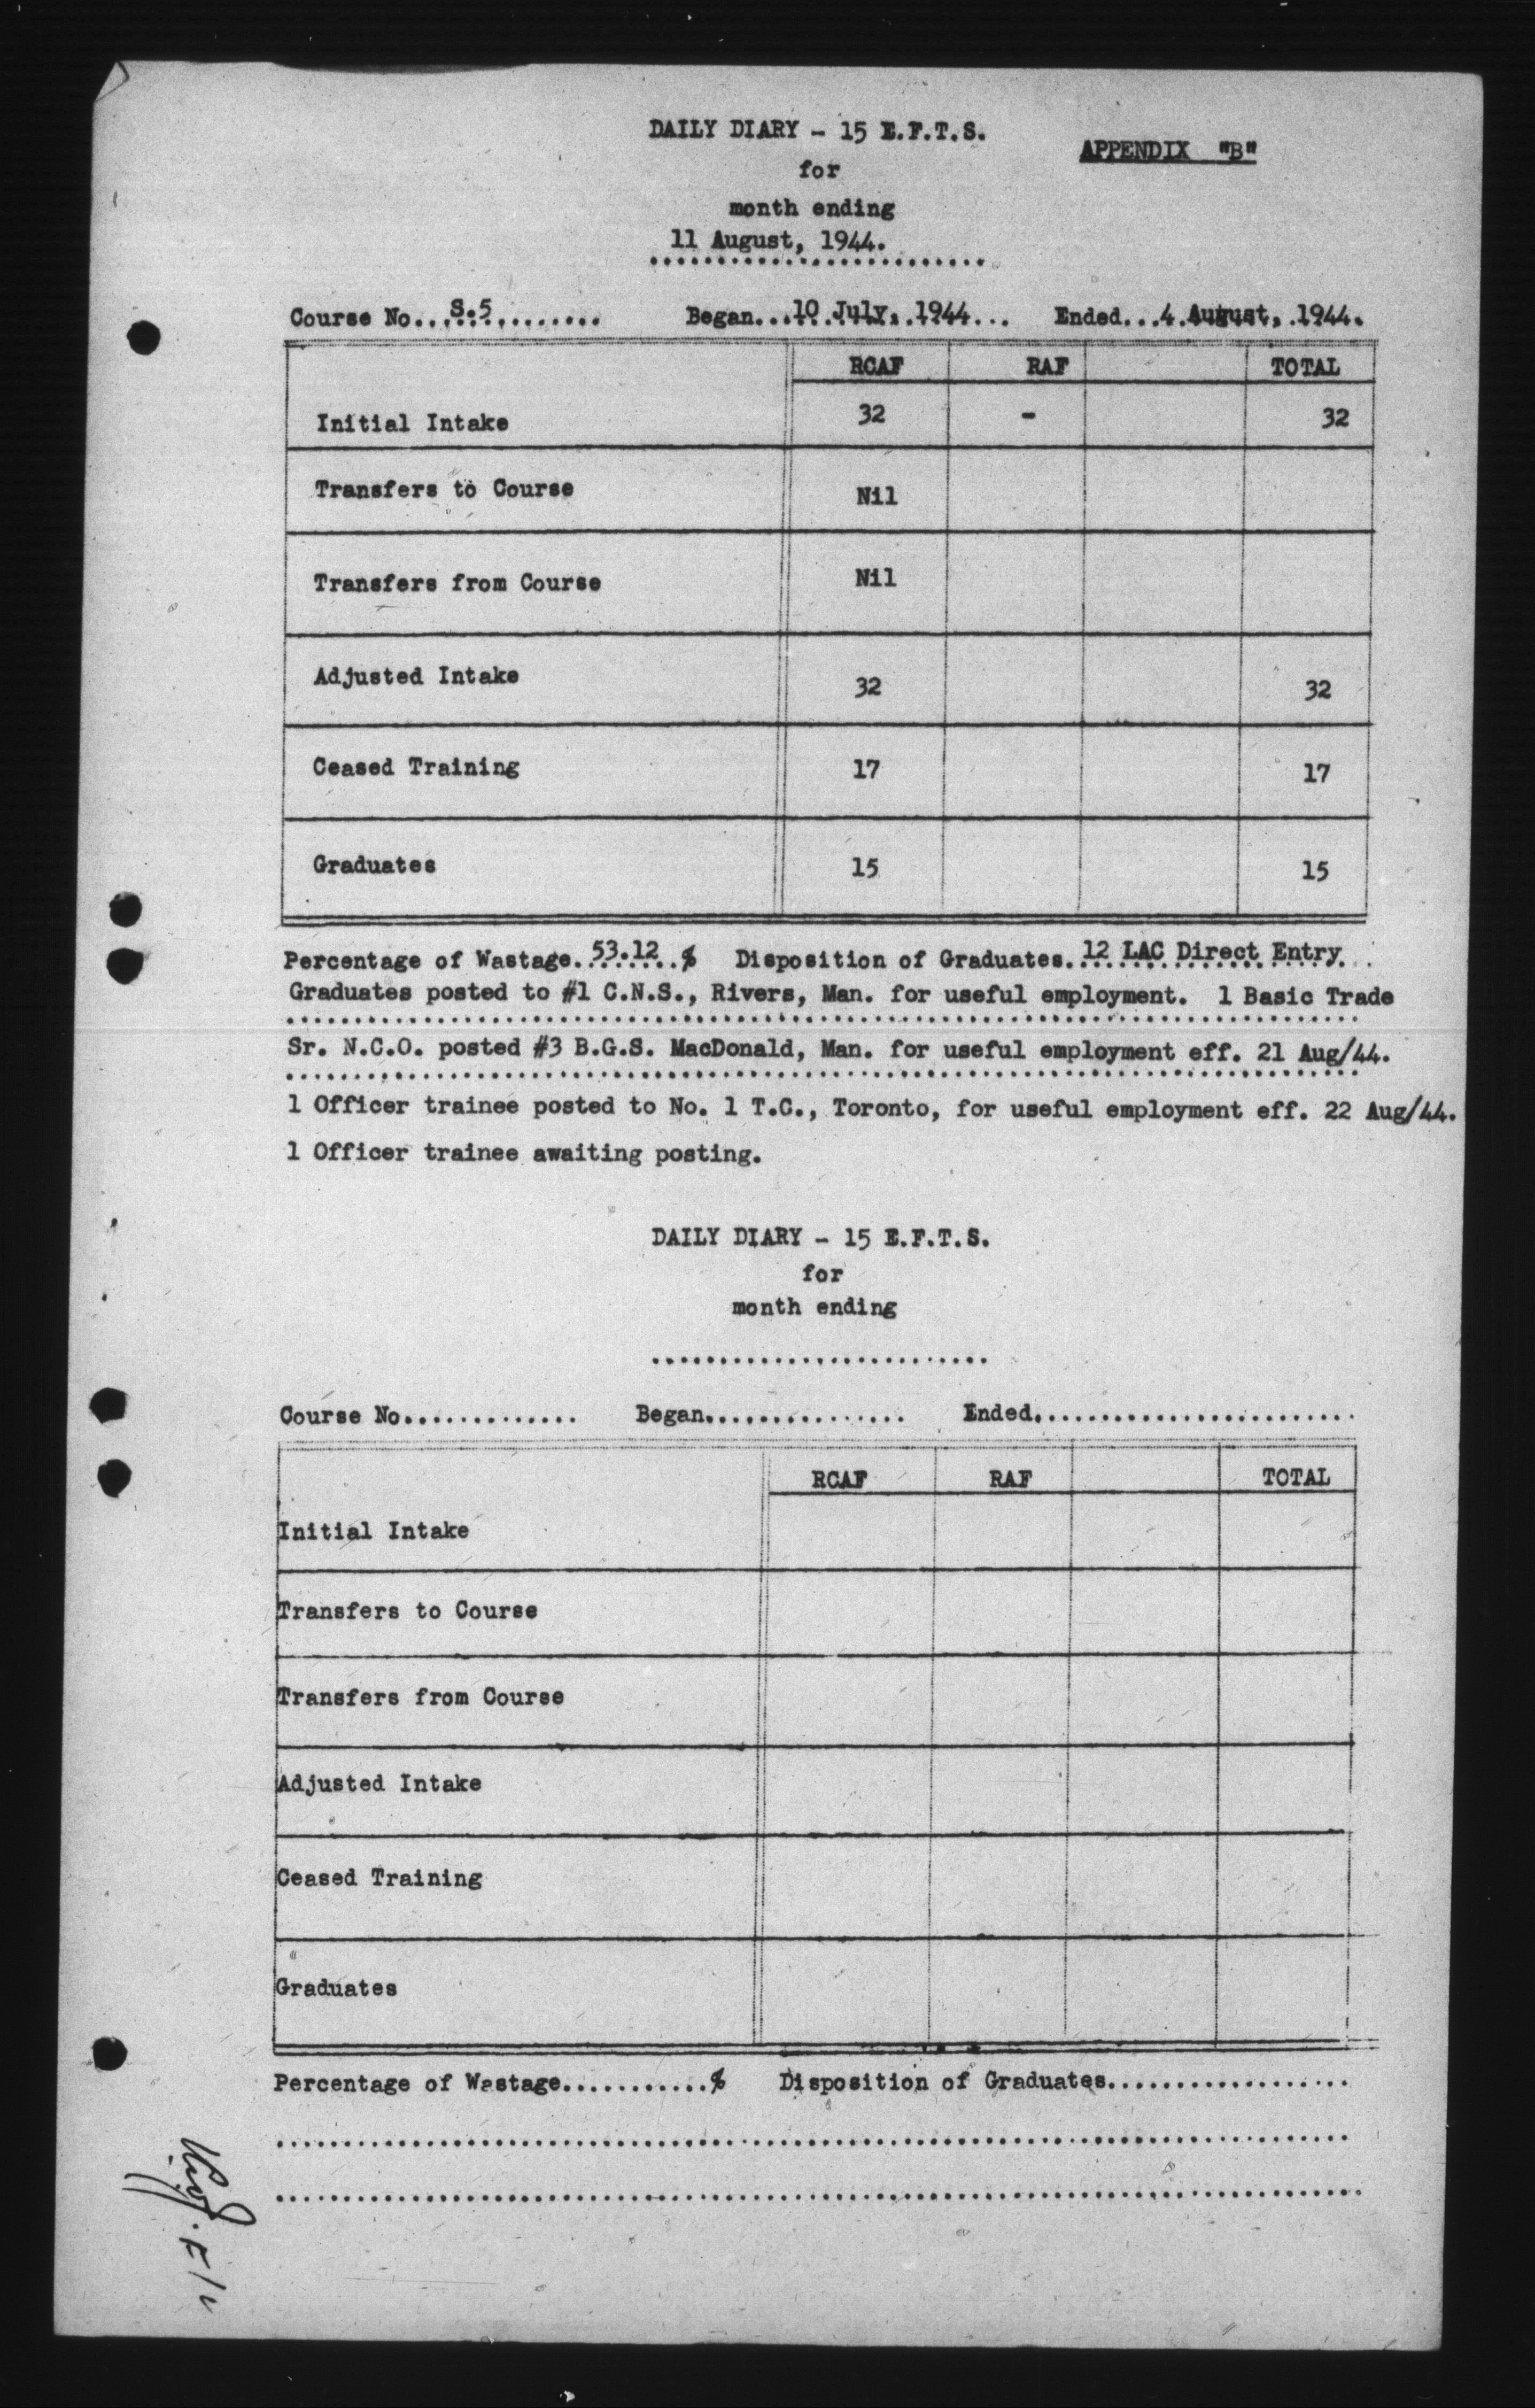 DAILY DIARY - 15 E.F.T.S.
APPENDIX "B"
for
month ending
11 August, 1944.
Course No...S.5......... Began...10 July, 1944... Ended...4 August, 1944.
RCAF RAF TOTAL
Initial Intake 32 - 32
Transfers to Course Nil
Transfers from Course Nil
Adjusted Intake 32 32
Ceased Training 17 17
Graduates 15 15
Percentage of Wastage.53.12..% Disposition of Graduates.12 LAC Direct Entry..
Graduates posted to #1 C.N.S., Rivers, Man. for useful employment. 1 Basic Trade
Sr. N.C.O. posted #3 B.G.S. MacDonald, Man. for useful employment eff. 21 Aug/44.
1 Officer trainee posted to No. 1 T.C., Toronto, for useful employment eff. 22 Aug/44.
1 Officer trainee awaiting posting.
DAILY DIARY - 15 E.F.T.S.
for
month ending
.........................
Course No............. Began............... Ended........................
RCAF RAF TOTAL
Initial Intake
Transfers to Course
Transfers from Course
Adjusted Intake
Ceased Training
Graduates
Percentage of Wastage...........% Disposition of Graduates..................